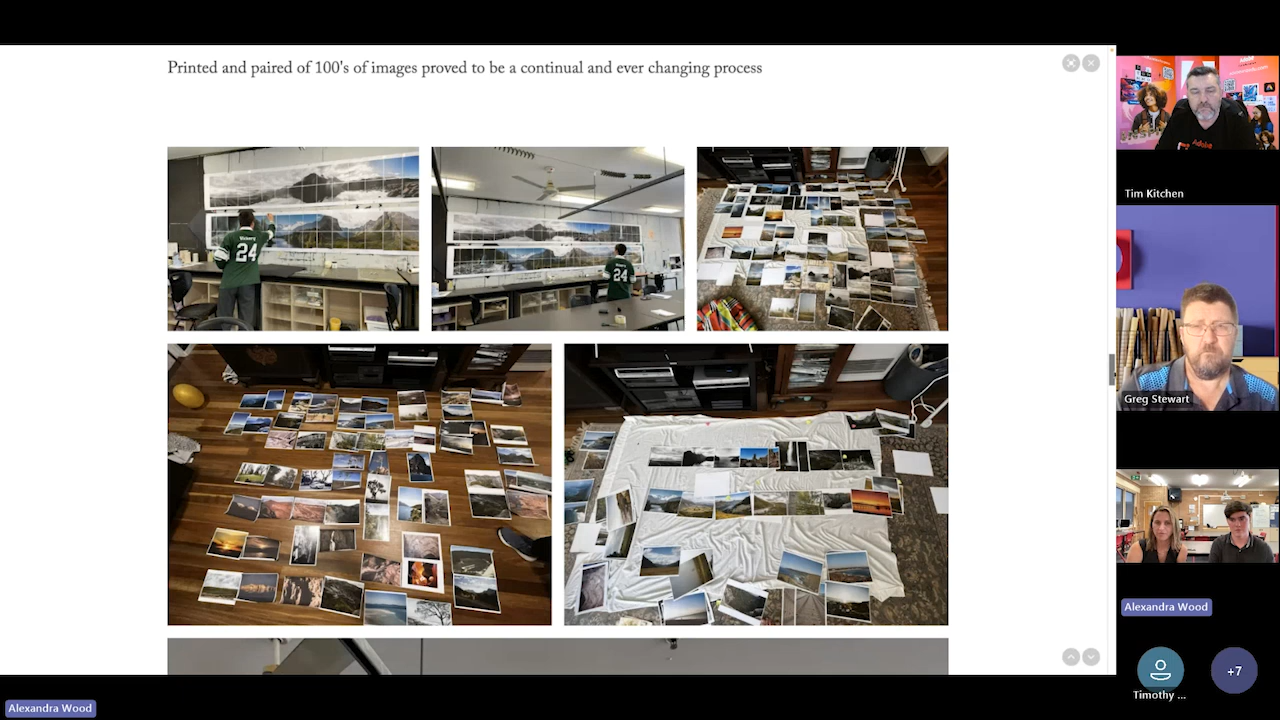 Printed and paired of 100's of images proved to be a continual and ever changing process
24
24
Adobe
Tim Kitchen
Greg Stewart
Alexandra Wood
Timothy ...
+7
Alexandra Wood